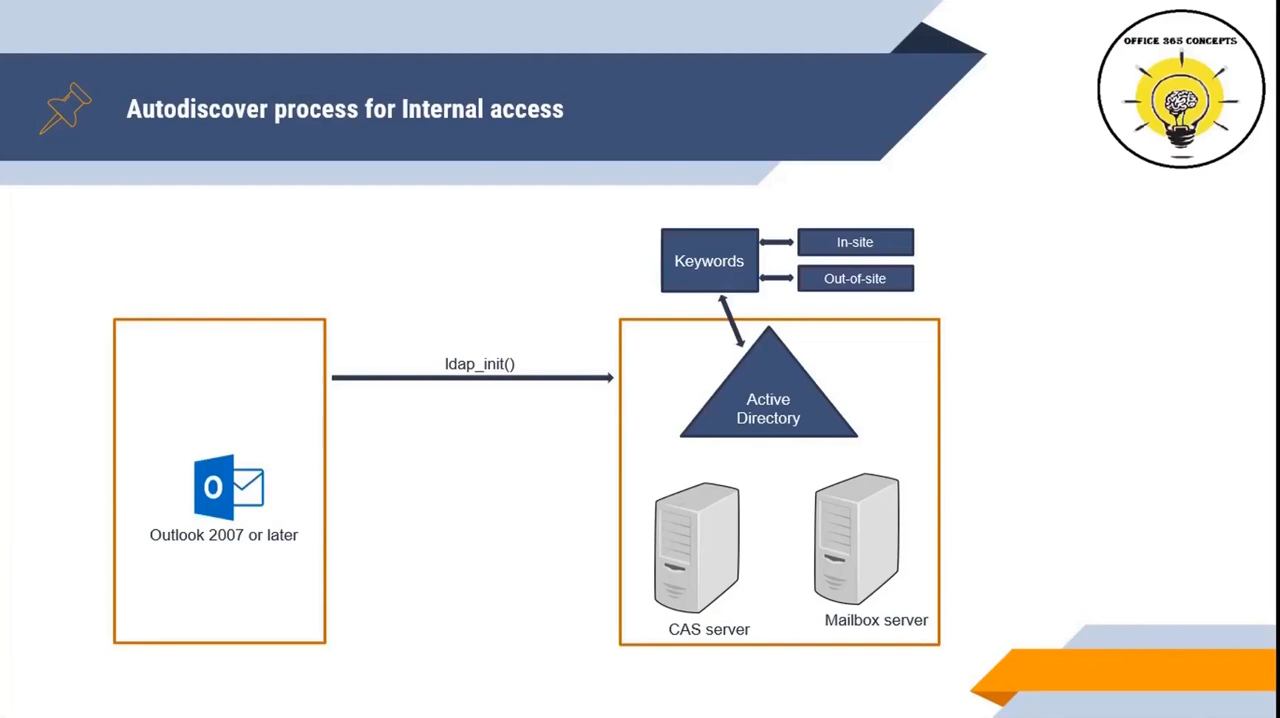 OFFICE 365 CONCEPTS
Autodiscover process for Internal access
Keywords
In-site
Out-of-site
ldap_init()
Active
Directory
O
Outlook 2007 or later
CAS server
Mailbox server